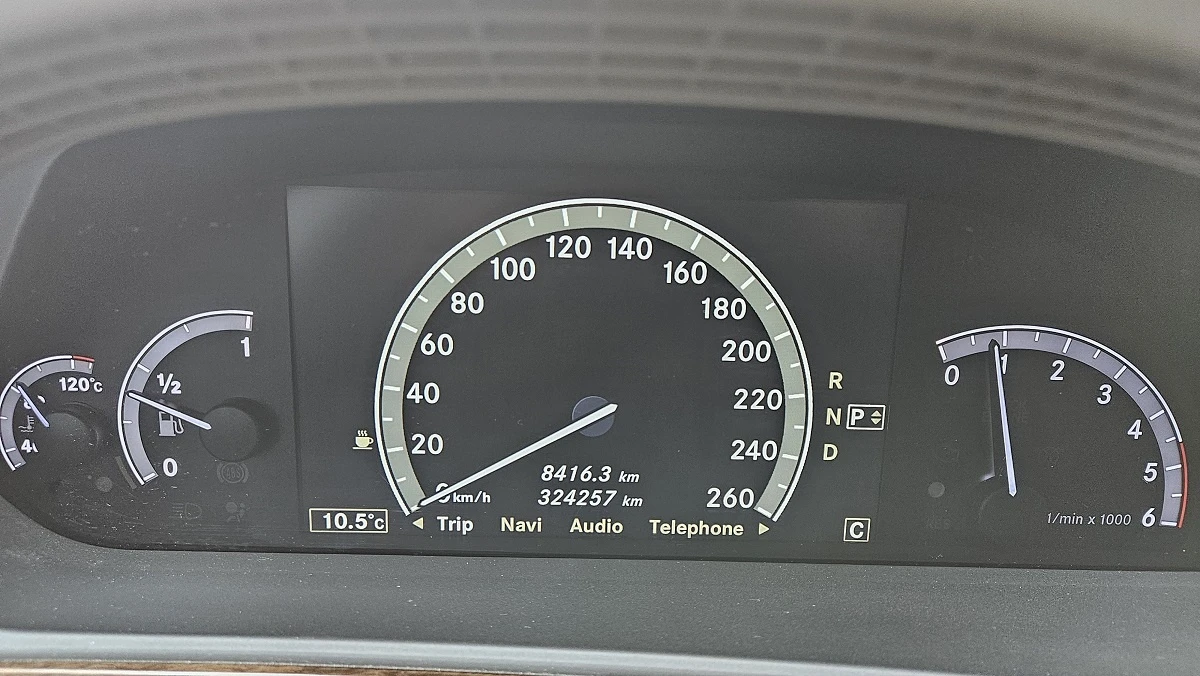 120 140
100 160
80 180
60 200
40 220
20 240
0 km/h 260
8416.3 km
324257 km
10.5°c
Trip Navi Audio Telephone
C
R
N P
D
120°c
1
1/2
0
0 1 2 3 4 5 6
1/min x 1000